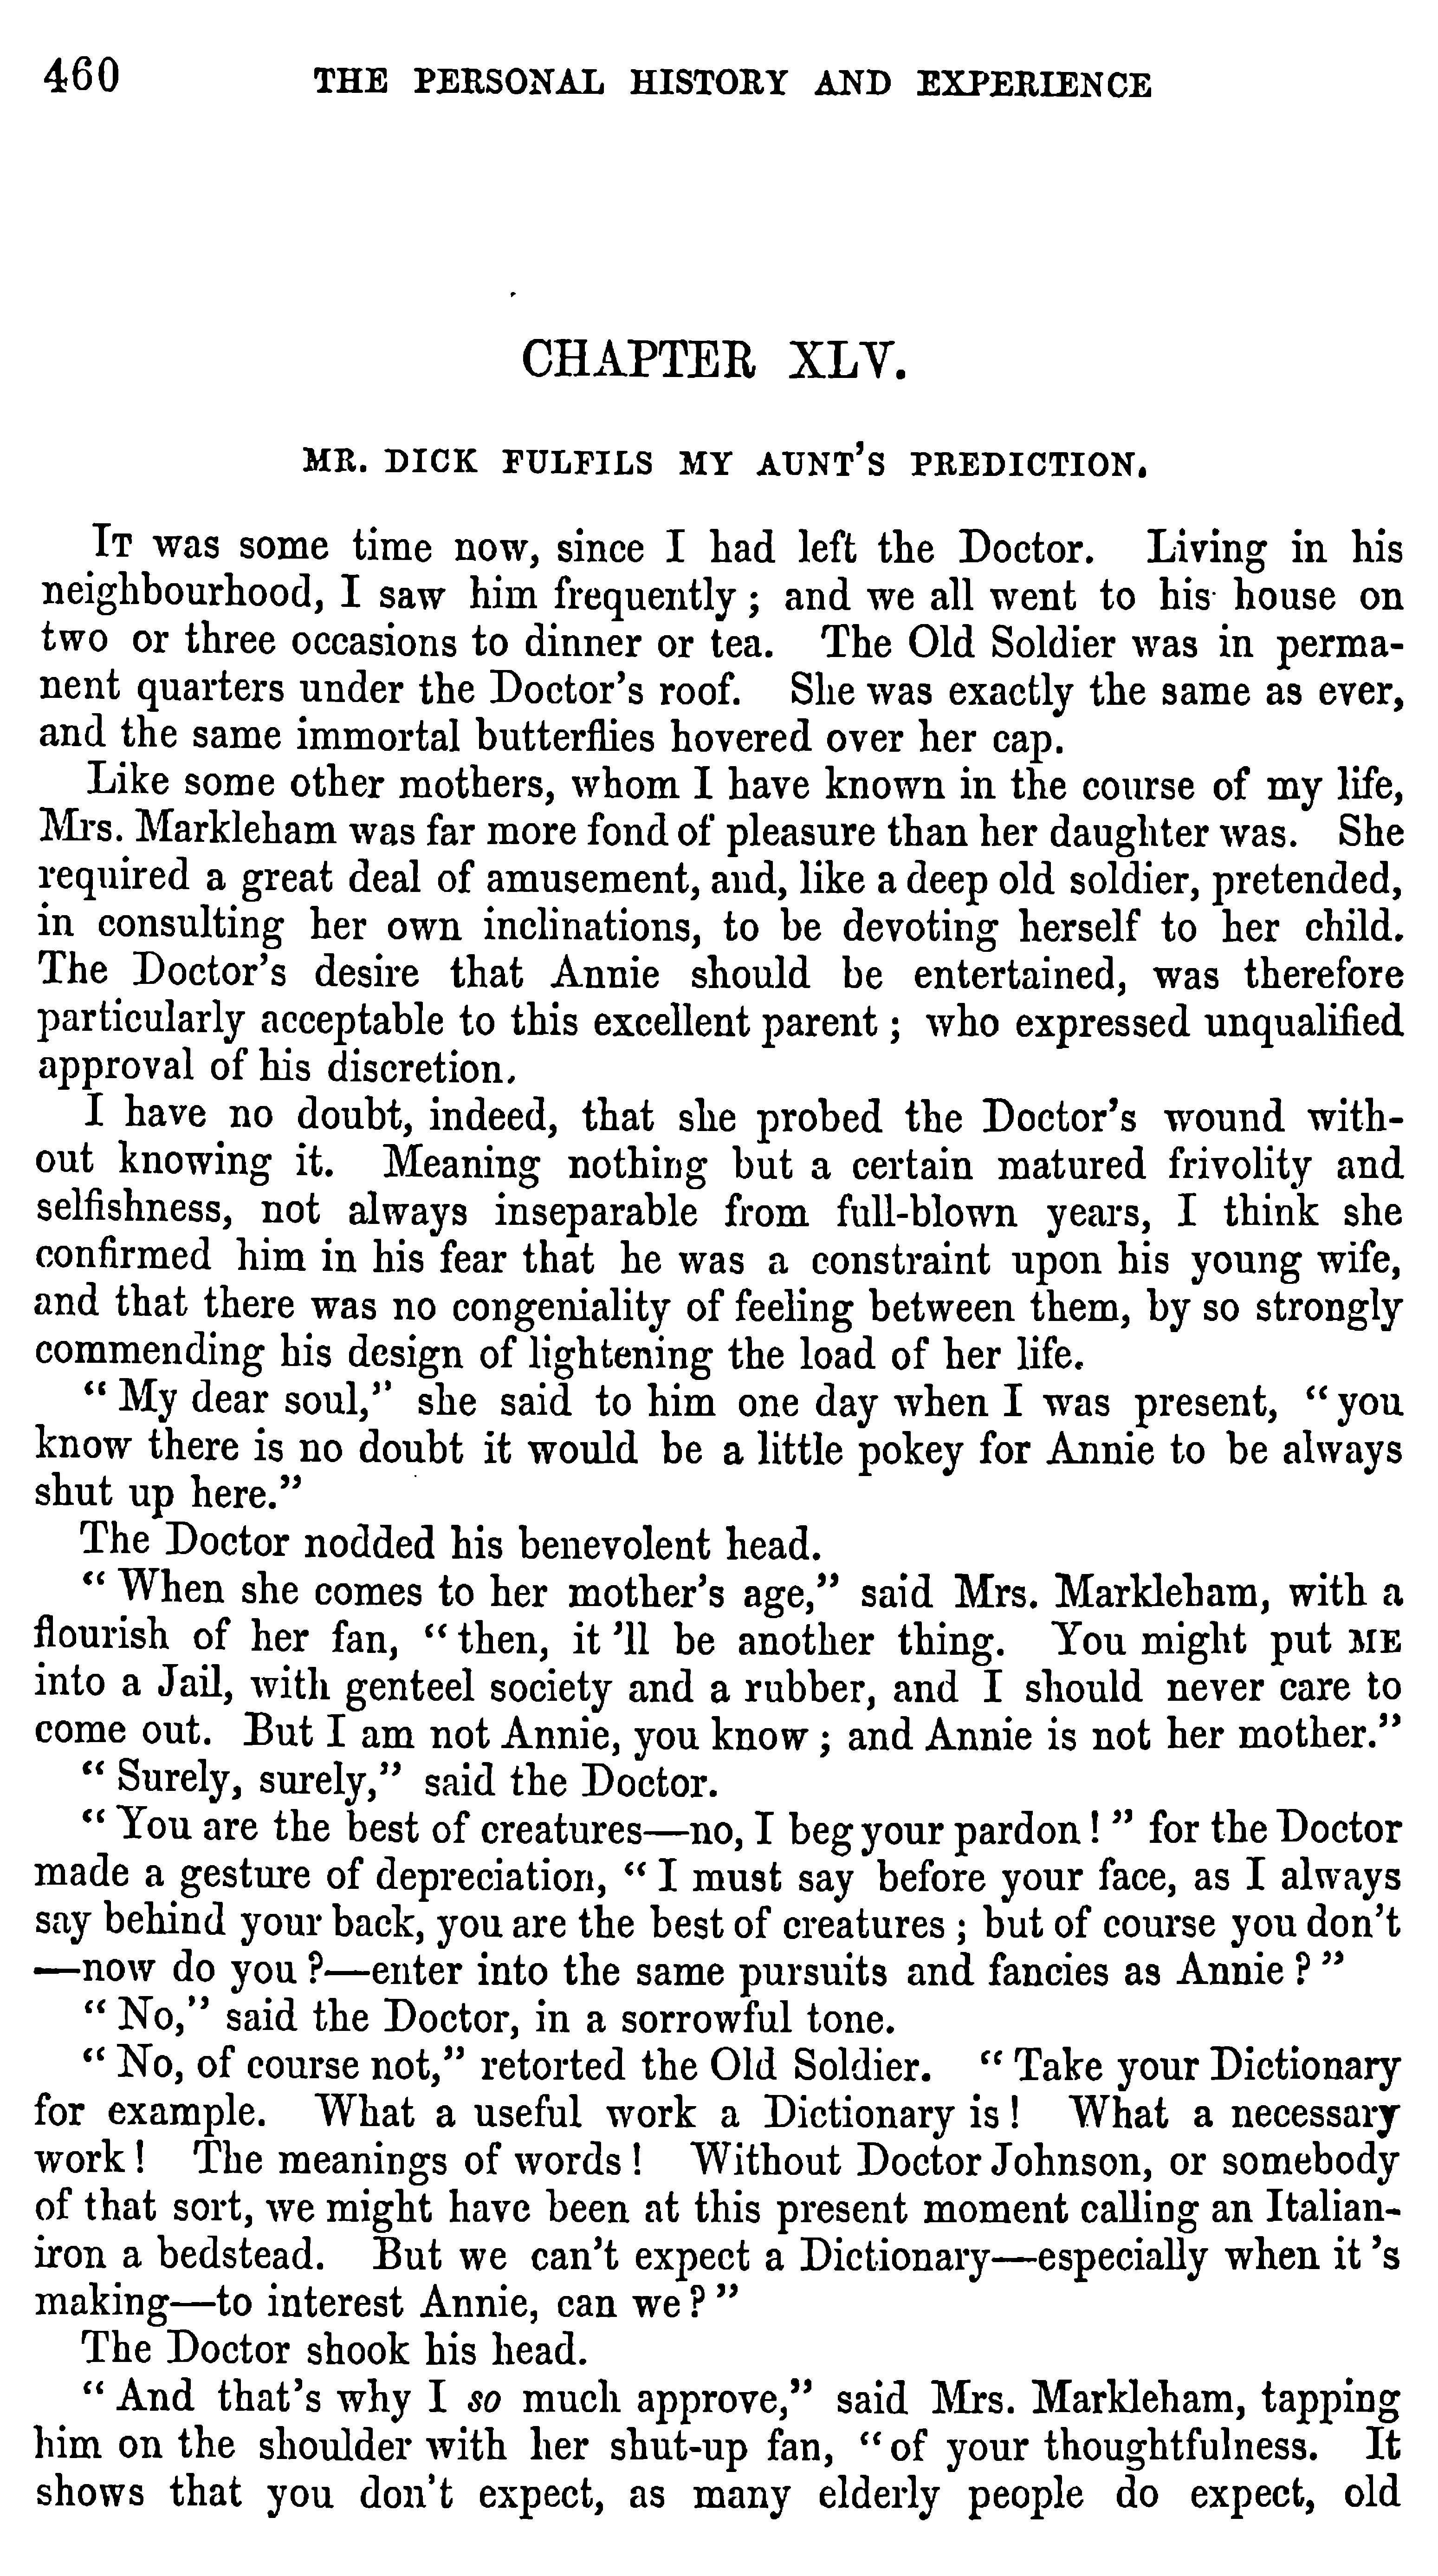 460 THE PERSONAL HISTORY AND EXPERIENCE
CHAPTER XLV.
MR. DICK FULFILS MY AUNT'S PREDICTION.
IT was some time now, since I had left the Doctor. Living in his
neighbourhood, I saw him frequently ; and we all went to his house on
two or three occasions to dinner or tea. The Old Soldier was in perma-
nent quarters under the Doctor's roof. She was exactly the same as ever,
and the same immortal butterflies hovered over her cap.
Like some other mothers, whom I have known in the course of my life,
Mrs. Markleham was far more fond of pleasure than her daughter was. She
required a great deal of amusement, and, like a deep old soldier, pretended,
in consulting her own inclinations, to be devoting herself to her child.
The Doctor's desire that Annie should be entertained, was therefore
particularly acceptable to this excellent parent ; who expressed unqualified
approval of his discretion.
I have no doubt, indeed, that she probed the Doctor's wound with-
out knowing it. Meaning nothing but a certain matured frivolity and
selfishness, not always inseparable from full-blown years, I think she
confirmed him in his fear that he was a constraint upon his young wife,
and that there was no congeniality of feeling between them, by so strongly
commending his design of lightening the load of her life.
“ My dear soul,” she said to him one day when I was present, “ you
know there is no doubt it would be a little pokey for Annie to be always
shut up here.”
The Doctor nodded his benevolent head.
“ When she comes to her mother's age,” said Mrs. Markleham, with a
flourish of her fan, “ then, it 'll be another thing. You might put ME
into a Jail, with genteel society and a rubber, and I should never care to
come out. But I am not Annie, you know ; and Annie is not her mother.”
“ Surely, surely,” said the Doctor.
“ You are the best of creatures—no, I beg your pardon ! ” for the Doctor
made a gesture of depreciation, “ I must say before your face, as I always
say behind your back, you are the best of creatures ; but of course you don't
—now do you ?—enter into the same pursuits and fancies as Annie ? ”
“ No,” said the Doctor, in a sorrowful tone.
“ No, of course not,” retorted the Old Soldier. “ Take your Dictionary
for example. What a useful work a Dictionary is ! What a necessary
work ! The meanings of words ! Without Doctor Johnson, or somebody
of that sort, we might have been at this present moment calling an Italian-
iron a bedstead. But we can't expect a Dictionary—especially when it 's
making—to interest Annie, can we ? ”
The Doctor shook his head.
“ And that's why I so much approve,” said Mrs. Markleham, tapping
him on the shoulder with her shut-up fan, “ of your thoughtfulness. It
shows that you don't expect, as many elderly people do expect, old